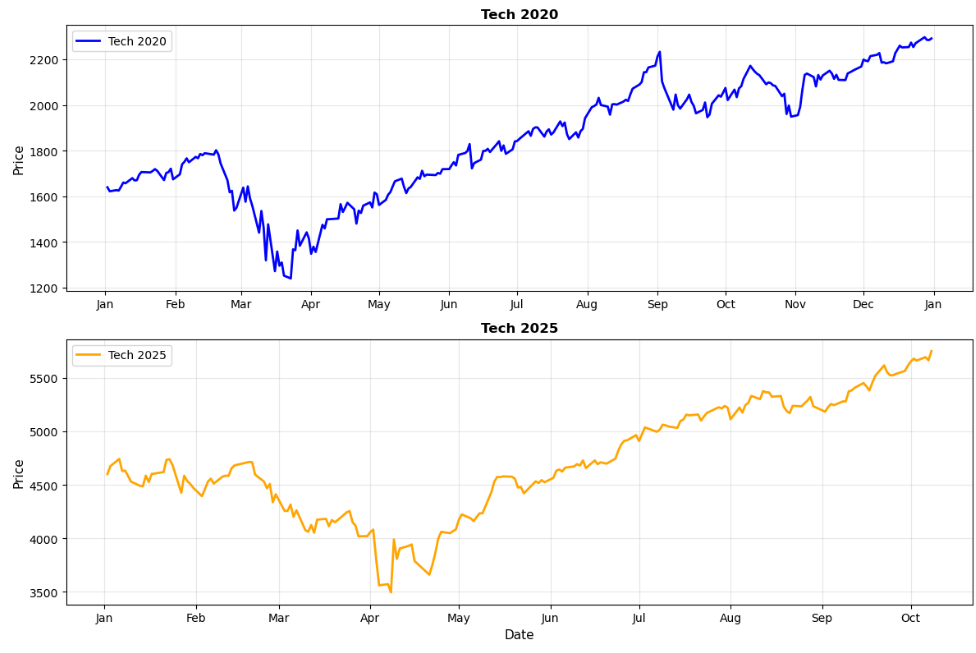 Tech 2020
Tech 2020
Price
2200
2000
1800
1600
1400
1200
Jan Feb Mar Apr May Jun Jul Aug Sep Oct Nov Dec Jan
Tech 2025
Tech 2025
Price
5500
5000
4500
4000
3500
Jan Feb Mar Apr May Jun Jul Aug Sep Oct
Date